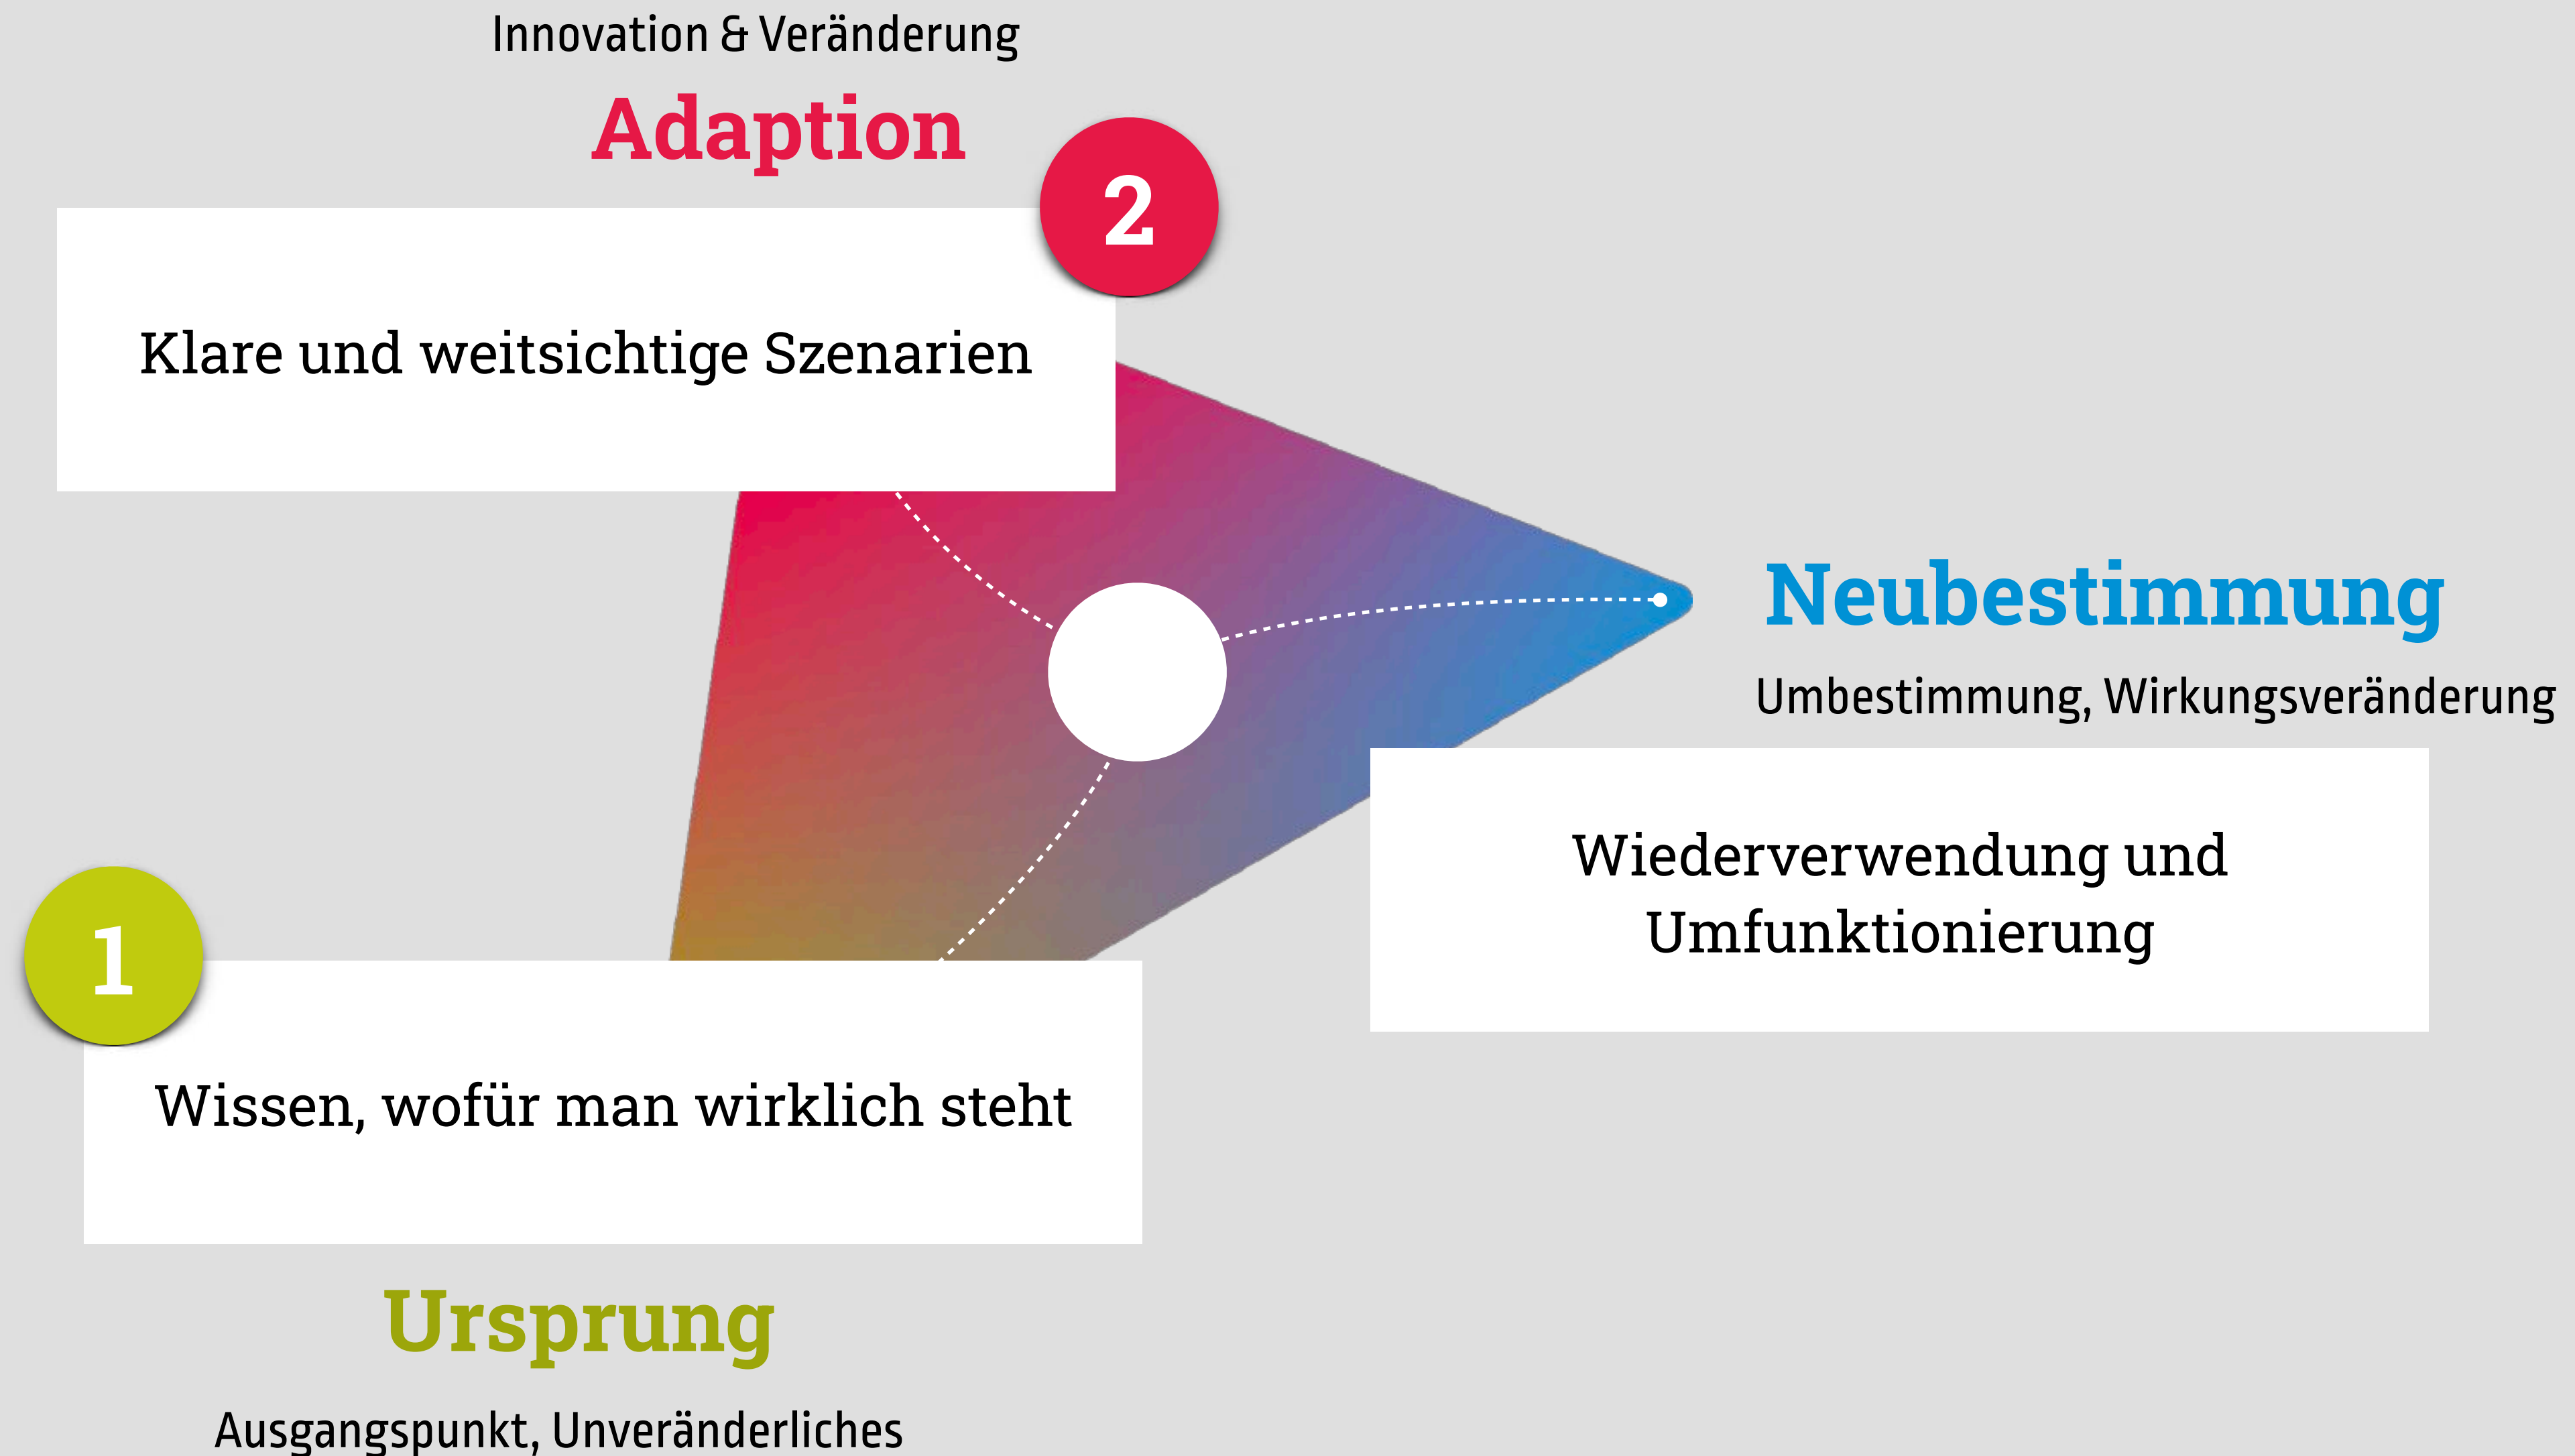 Innovation & Veränderung
Adaption
2
Klare und weitsichtige Szenarien
Neubestimmung
Umbestimmung, Wirkungsveränderung
Wiederverwendung und
Umfunktionierung
1
Wissen, wofür man wirklich steht
Ursprung
Ausgangspunkt, Unveränderliches